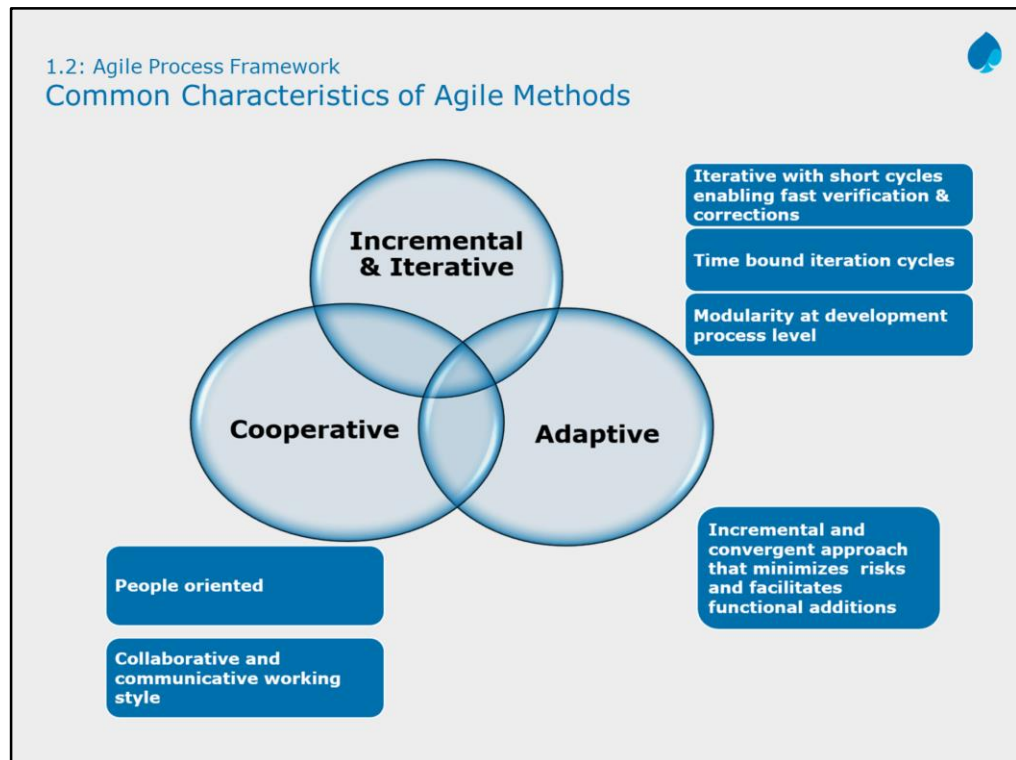 1.2: Agile Process Framework
Common Characteristics of Agile Methods
Incremental
& Iterative
Cooperative
Adaptive
Iterative with short cycles
enabling fast verification &
corrections
Time bound iteration cycles
Modularity at development
process level
People oriented
Collaborative and
communicative working
style
Incremental and
convergent approach
that minimizes risks
and facilitates
functional additions